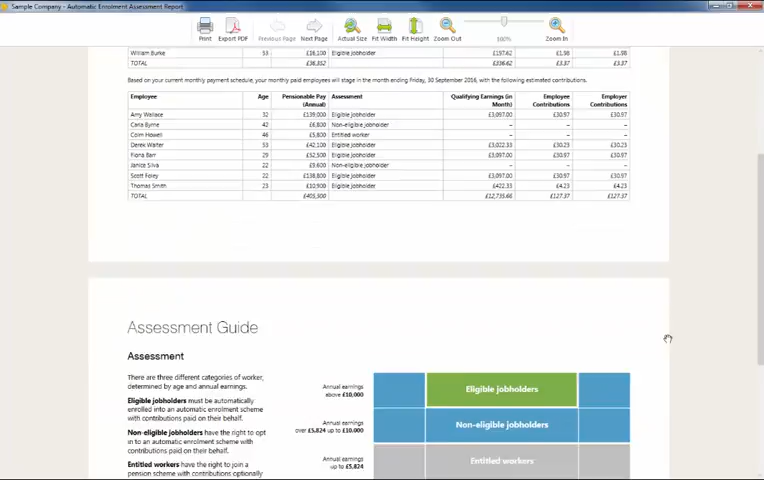 Sample Company - Automatic Enrolment Assessment Report
Print Export PDF Previous Page Next Page Actual Size Fit Width Fit Height Zoom Out 100% Zoom In
William Burke 53 £16,100 Eligible jobholder £197.62 £1.98 £1.98
TOTAL £36,352 £336.62 £3.37 £3.37
Based on your current monthly payment schedule, your monthly paid employees will stage in the month ending Friday, 30 September 2016, with the following estimated contributions.
Employee Age Pensionable Pay (Annual) Assessment Qualifying Earnings (in Month) Employee Contributions Employer Contributions
Amy Wallace 32 £139,000 Eligible jobholder £3,097.00 £30.97 £30.97
Carla Byrne 42 £6,800 Non-eligible jobholder – – –
Colm Howell 46 £5,800 Entitled worker – – –
Derek Walter 53 £42,100 Eligible jobholder £3,022.33 £30.23 £30.23
Fiona Barr 29 £52,500 Eligible jobholder £3,097.00 £30.97 £30.97
Janice Silva 22 £9,600 Non-eligible jobholder – – –
Scott Foley 22 £138,800 Eligible jobholder £3,097.00 £30.97 £30.97
Thomas Smith 23 £10,900 Eligible jobholder £422.33 £4.23 £4.23
TOTAL £405,500 £12,735.66 £127.37 £127.37
Assessment Guide
Assessment
There are three different categories of worker,
determined by age and annual earnings.
Eligible jobholders must be automatically
enrolled into an automatic enrolment scheme
with contributions paid on their behalf.
Non-eligible jobholders have the right to opt
in to an automatic enrolment scheme with
contributions paid on their behalf.
Entitled workers have the right to join a
pension scheme with contributions optionally
Annual earnings
above £10,000
Eligible jobholders
Annual earnings
over £5,824 up to £10,000
Non-eligible jobholders
Annual earnings
up to £5,824
Entitled workers